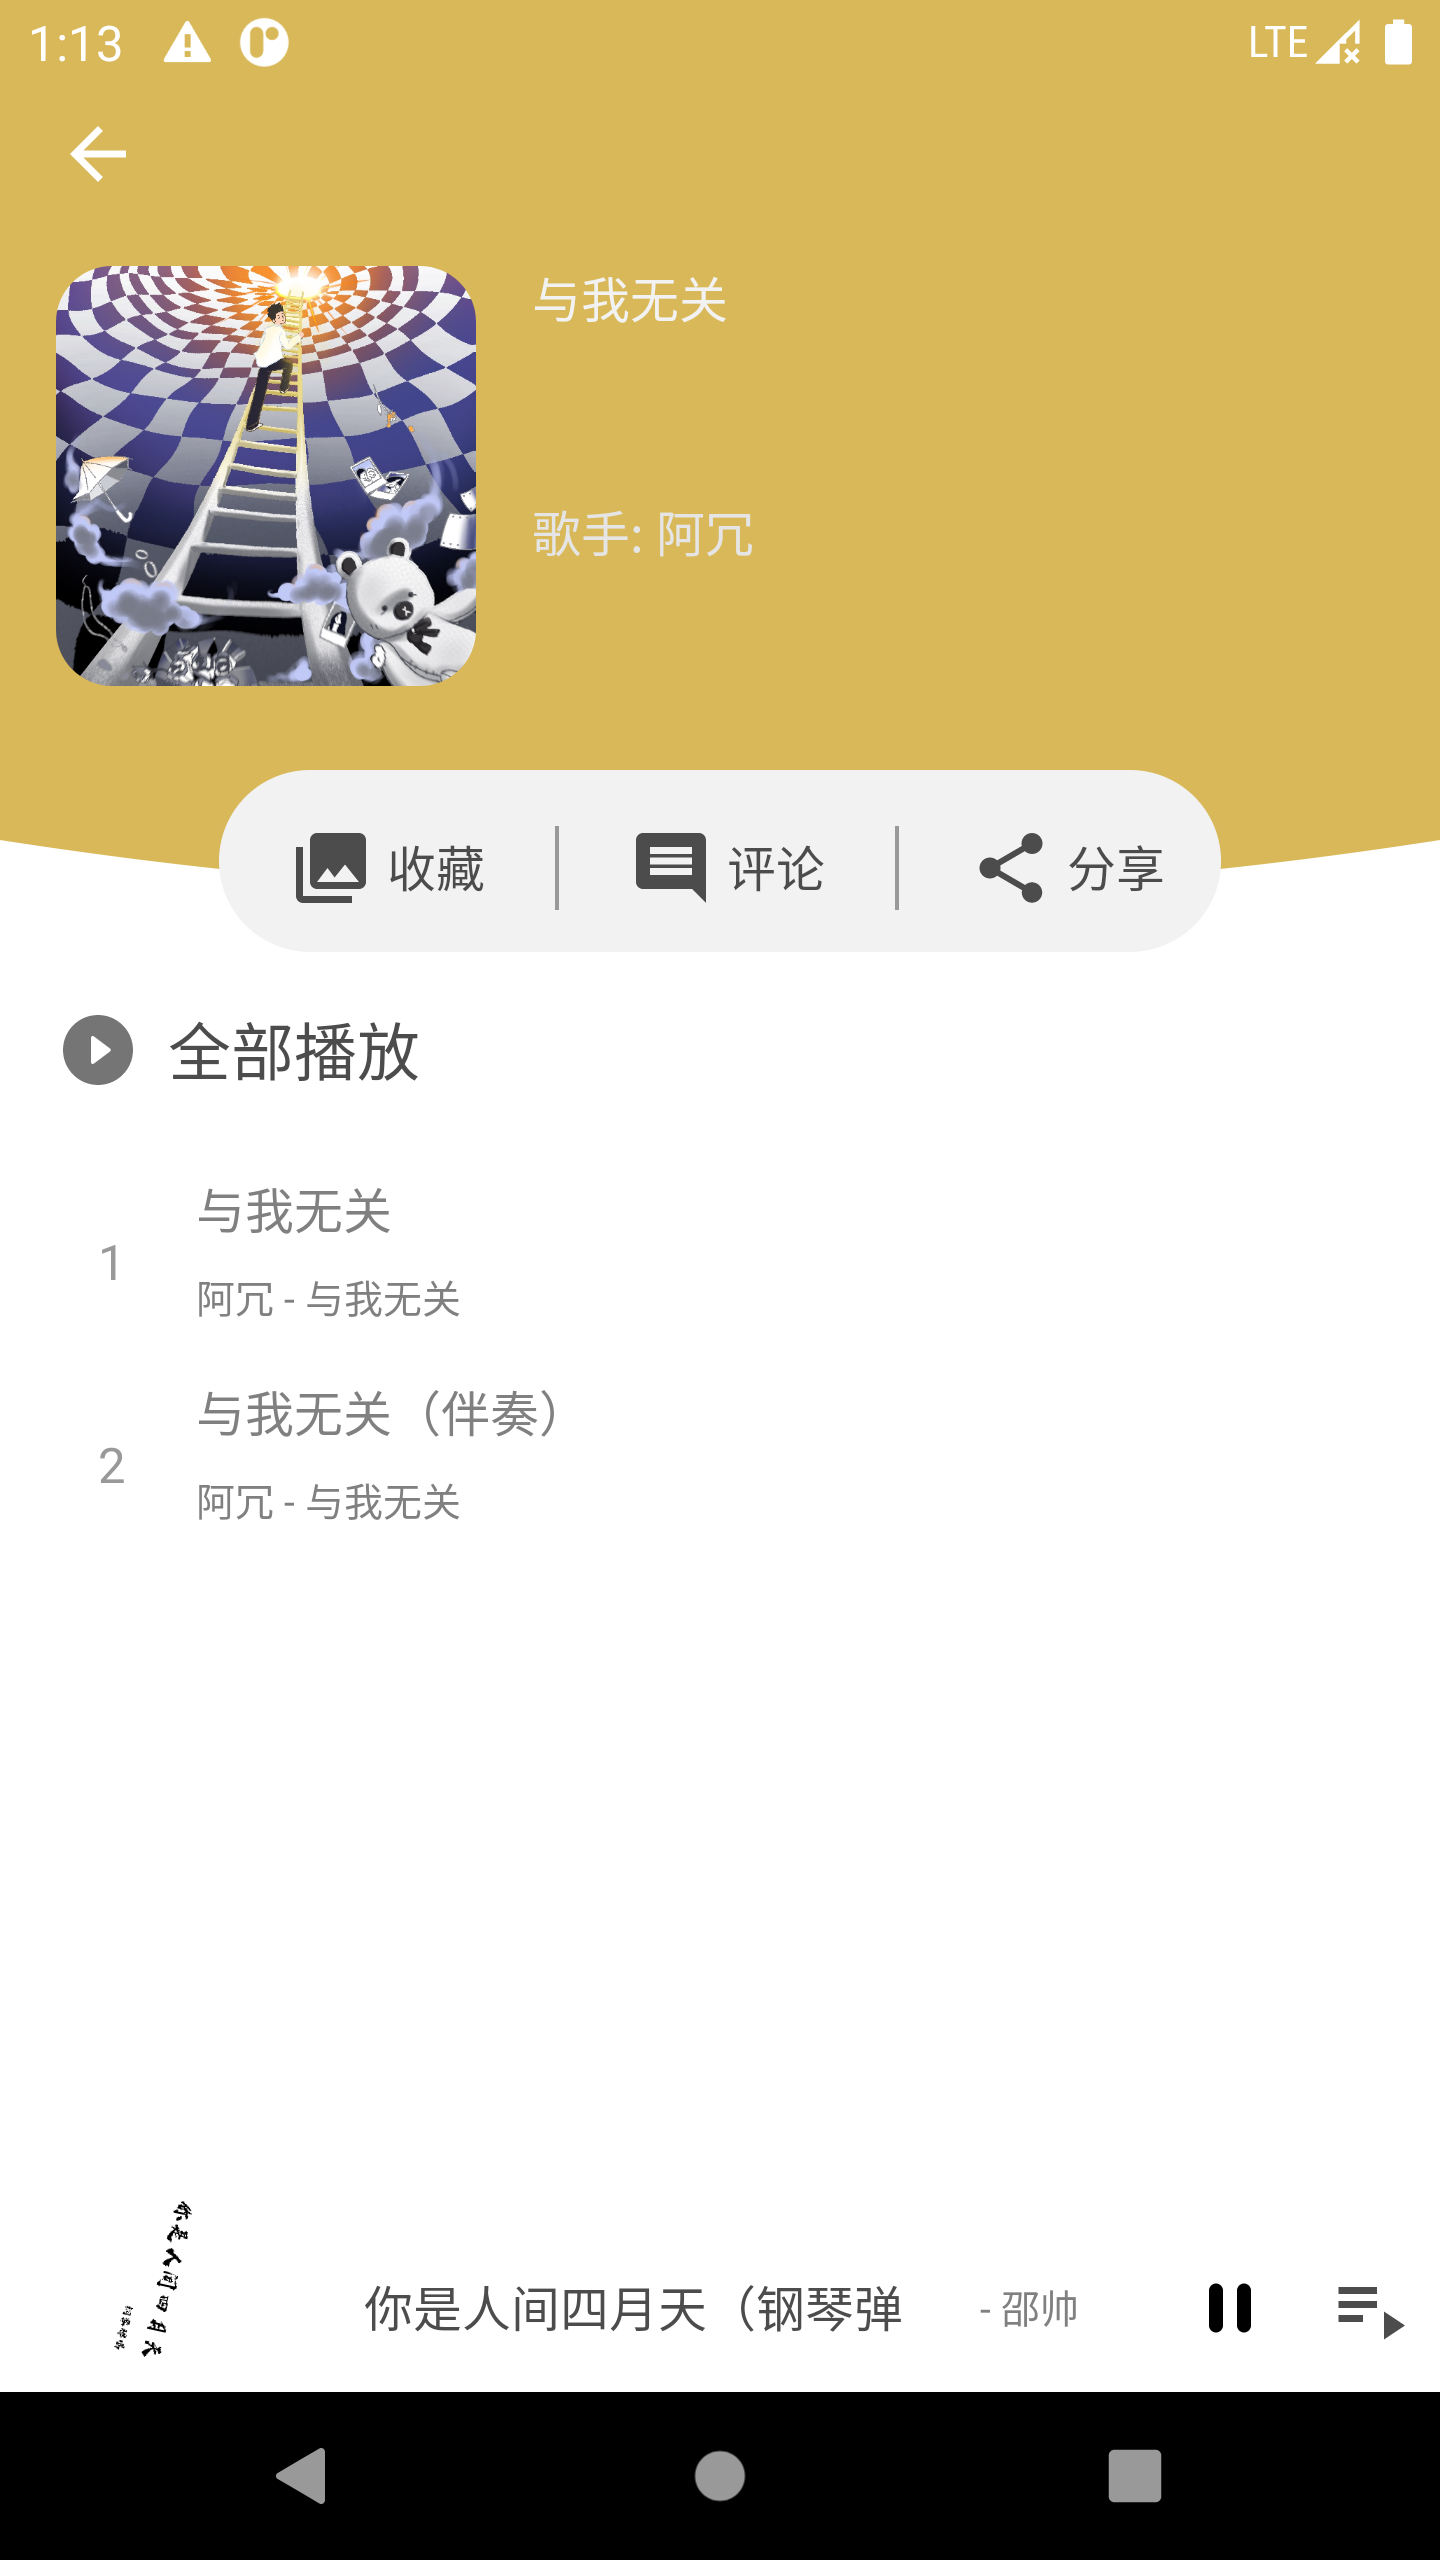 1:13
LTE
与我无关
歌手: 阿冗
收藏
评论
分享
全部播放
1
与我无关
阿冗 - 与我无关
2
与我无关（伴奏）
阿冗 - 与我无关
你是人间四月天
你是人间四月天（钢琴弹
- 邵帅